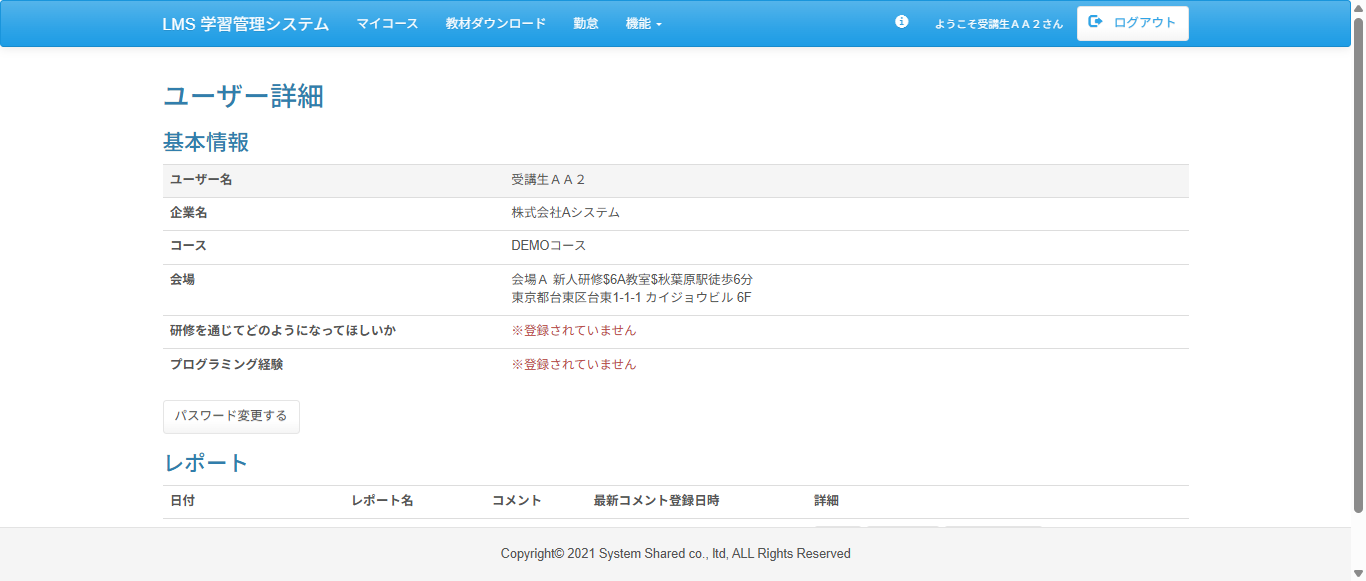 LMS 学習管理システム マイコース 教材ダウンロード 勤怠 機能 ようこそ受講生ＡＡ２さん ログアウト
ユーザー詳細
基本情報
ユーザー名 受講生ＡＡ２
企業名 株式会社Aシステム
コース DEMOコース
会場 会場Ａ 新人研修$6A教室$秋葉原駅徒歩6分
東京都台東区台東1-1-1 カイジョウビル 6F
研修を通じてどのようになってほしいか ※登録されていません
プログラミング経験 ※登録されていません
パスワード変更する
レポート
日付 レポート名 コメント 最新コメント登録日時 詳細
Copyright© 2021 System Shared co., ltd, ALL Rights Reserved